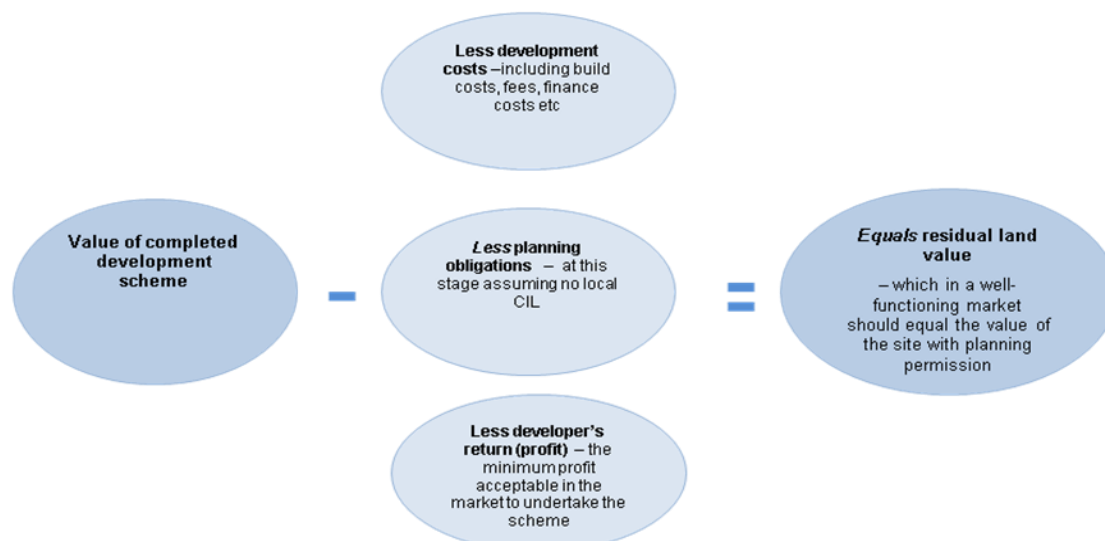 Less development
costs –including build
costs, fees, finance
costs etc
Value of completed
development
scheme
Less planning
obligations – at this
stage assuming no local
CIL
Equals residual land
value
– which in a well-
functioning market
should equal the value of
the site with planning
permission
Less developer's
return (profit) – the
minimum profit
acceptable in the
market to undertake the
scheme